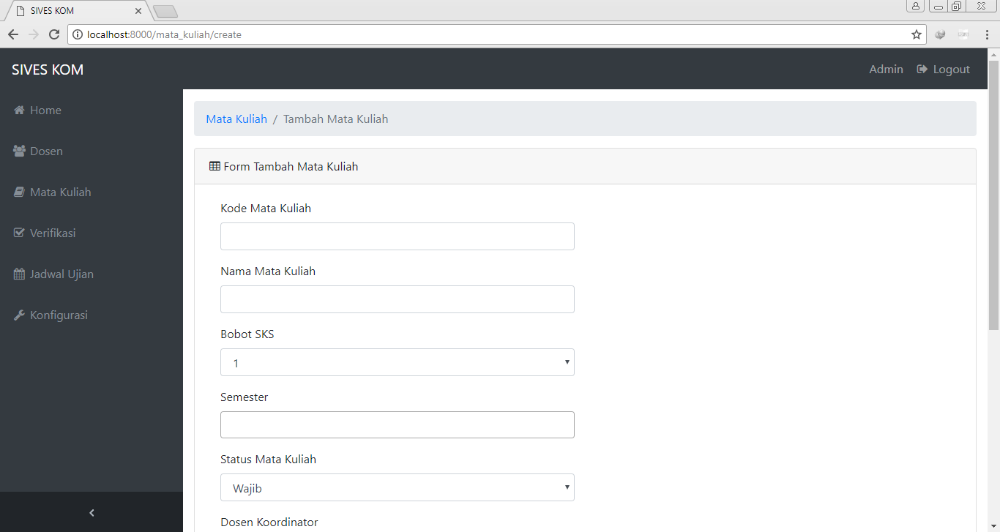 SIVES KOM
localhost:8000/mata_kuliah/create
SIVES KOM
Admin Logout
Home
Dosen
Mata Kuliah
Verifikasi
Jadwal Ujian
Konfigurasi
Mata Kuliah / Tambah Mata Kuliah
Form Tambah Mata Kuliah
Kode Mata Kuliah
Nama Mata Kuliah
Bobot SKS
1
Semester
Status Mata Kuliah
Wajib
Dosen Koordinator